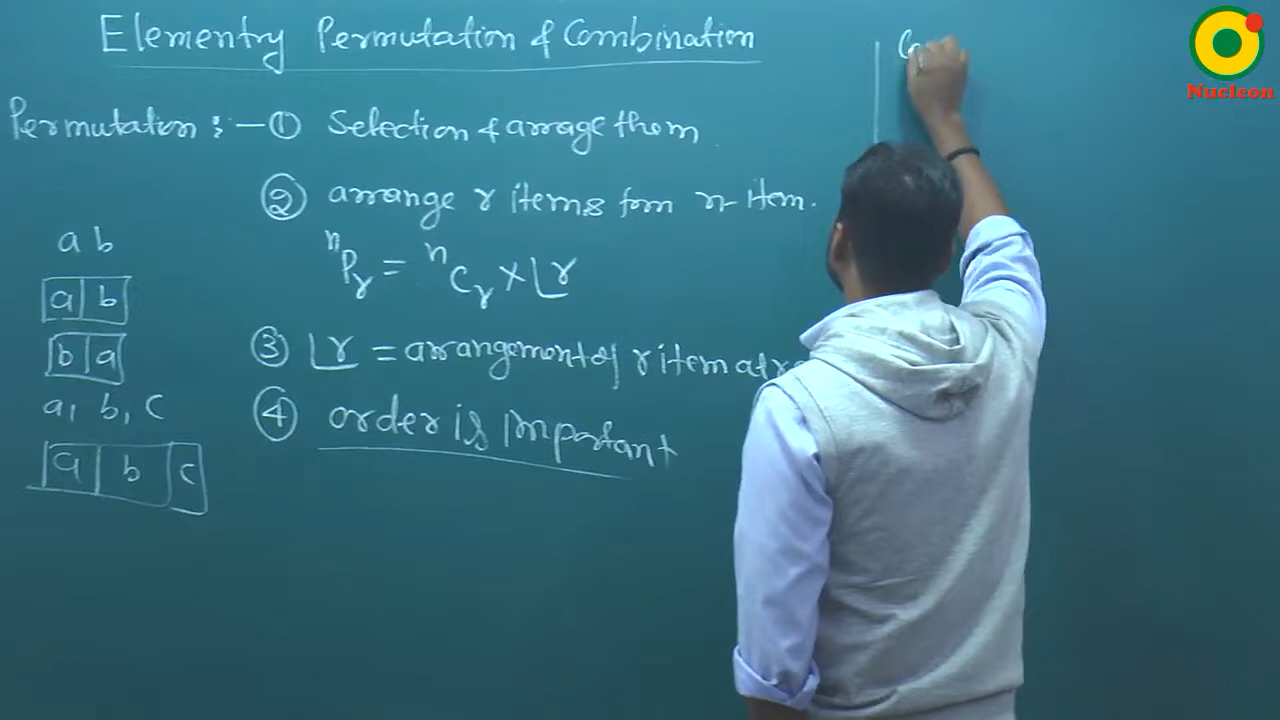 Elementry Permutation & Combination
Permutation :- ① Selection & arrage them
② arrange r items fom n-item.
ⁿPᵣ = ⁿCᵣ × ⌊r
③ ⌊r = arrangement of r item at
④ order is Important
a b
a b
b a
a, b, c
a b c
Nucleon